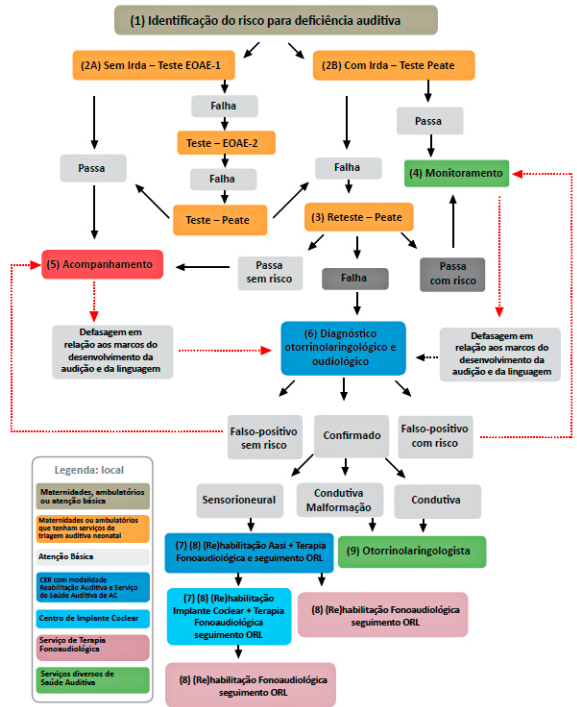 (1) Identificação do risco para deficiência auditiva
(2A) Sem Irda – Teste EOAE-1
(2B) Com Irda – Teste Peate
Falha
Passa
Teste – EOAE-2
Passa
Falha
(4) Monitoramento
Falha
Teste – Peate
(3) Reteste – Peate
(5) Acompanhamento
Passa
sem risco
Falha
Passa
com risco
Defasagem em
relação aos marcos do
desenvolvimento da
audição e da linguagem
(6) Diagnóstico
otorrinolaringológico e
oudiológico
Defasagem em
relação aos marcos do
desenvolvimento da
audição e da linguagem
Falso-positivo
sem risco
Confirmado
Falso-positivo
com risco
Legenda: local
Maternidades, ambulatórios
ou atenção básica
Maternidades ou ambulatórios
que tenham serviços de
triagem auditiva neonatal
Atenção Básica
CER com modalidade
Reabilitação Auditiva e Serviço
de Saúde Auditiva de AC
Centro de Implante Coclear
Serviço de Terapia
Fonoaudiológica
Serviços diversos de
Saúde Auditiva
Sensorioneural
Condutiva
Malformação
Condutiva
(7) (8) (Re)habilitação Aasi + Terapia
Fonoaudiológica e seguimento ORL
(9) Otorrinolaringologista
(7) (8) (Re)habilitação
Implante Coclear + Terapia
Fonoaudiológica
seguimento ORL
(8) (Re)habilitação Fonoaudiológica
seguimento ORL
(8) (Re)habilitação Fonoaudiológica
seguimento ORL